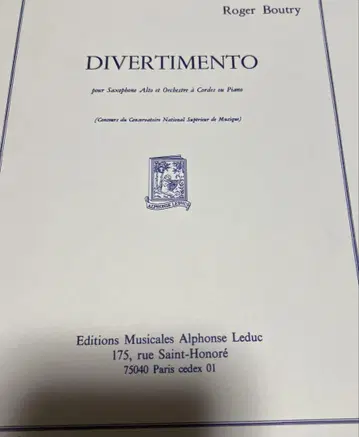 Roger Boutry
DIVERTIMENTO
pour Saxophone Alto et Orchestre à Cordes ou Piano
(Concours du Conservatoire National Supérieur de Musique)
ALPHONSE LEDUC
Editions Musicales Alphonse Leduc
175, rue Saint-Honoré
75040 Paris cedex 01